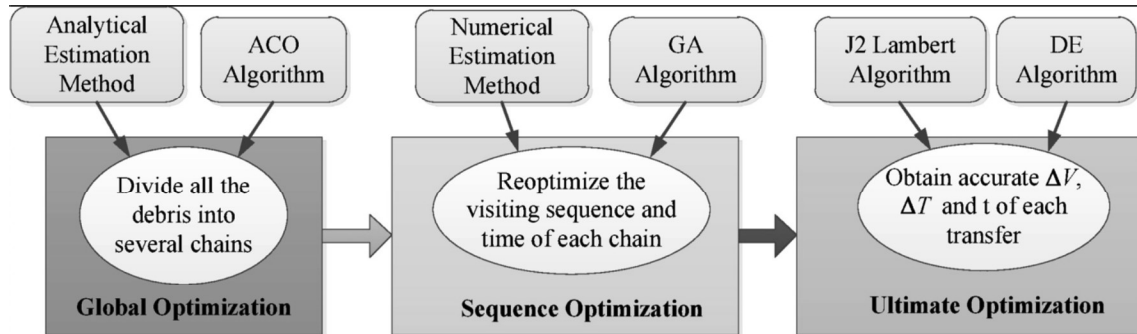 Analytical
Estimation
Method
ACO
Algorithm
Divide all the
debris into
several chains
Global Optimization
Numerical
Estimation
Method
GA
Algorithm
Reoptimize the
visiting sequence and
time of each chain
Sequence Optimization
J2 Lambert
Algorithm
DE
Algorithm
Obtain accurate ΔV,
ΔT and t of each
transfer
Ultimate Optimization